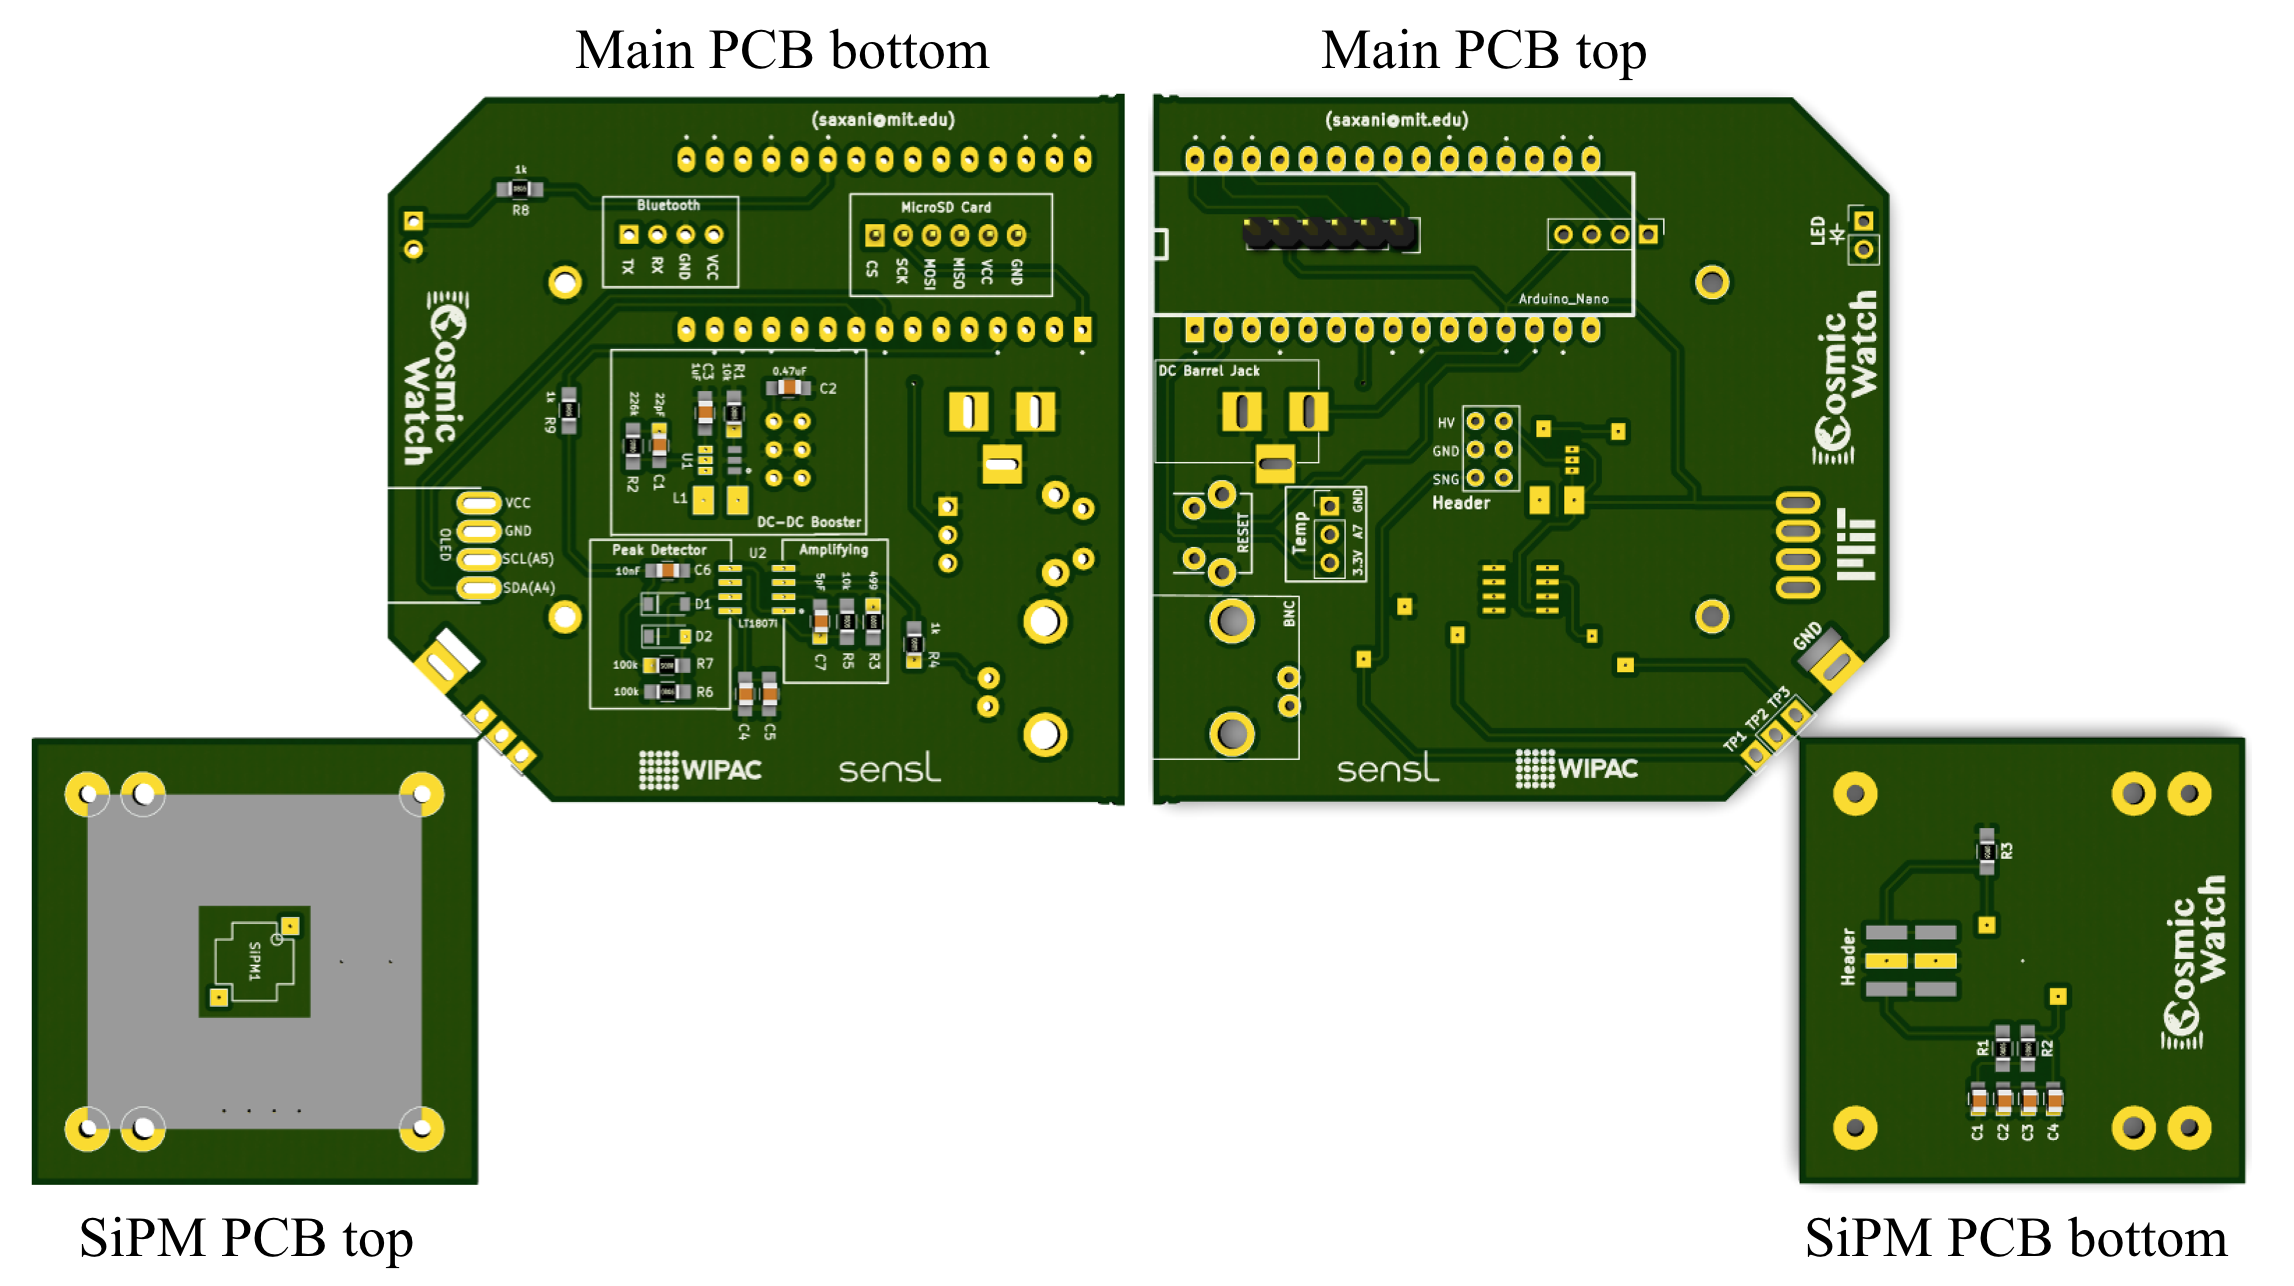 Main PCB bottom
Main PCB top
(saxani@mit.edu)
1k
R8
Bluetooth
TX
RX
GND
VCC
MicroSD Card
CS
SCK
MOSI
MISO
VCC
GND
Cosmic
Watch
1k
R9
226k
R2
22pF
C1
1uF
C3
10k
R1
0.47uF
C2
U1
L1
DC-DC Booster
OLED
VCC
GND
SCL(A5)
SDA(A4)
Peak Detector
10nF
C6
D1
D2
100k
R7
100k
R6
U2
LT1807I
Amplifying
5pF
C7
10k
R5
499
R3
1k
R4
C4
C5
WIPAC
sensL
(saxani@mit.edu)
Arduino_Nano
LED
Cosmic
Watch
DC Barrel Jack
HV
GND
SNG
Header
RESET
Temp
GND
A7
3.3V
MIT
BNC
GND
TP1
TP2
TP3
sensL
WIPAC
SiPM1
R3
Header
Cosmic
Watch
R1
R2
C1
C2
C3
C4
SiPM PCB top
SiPM PCB bottom